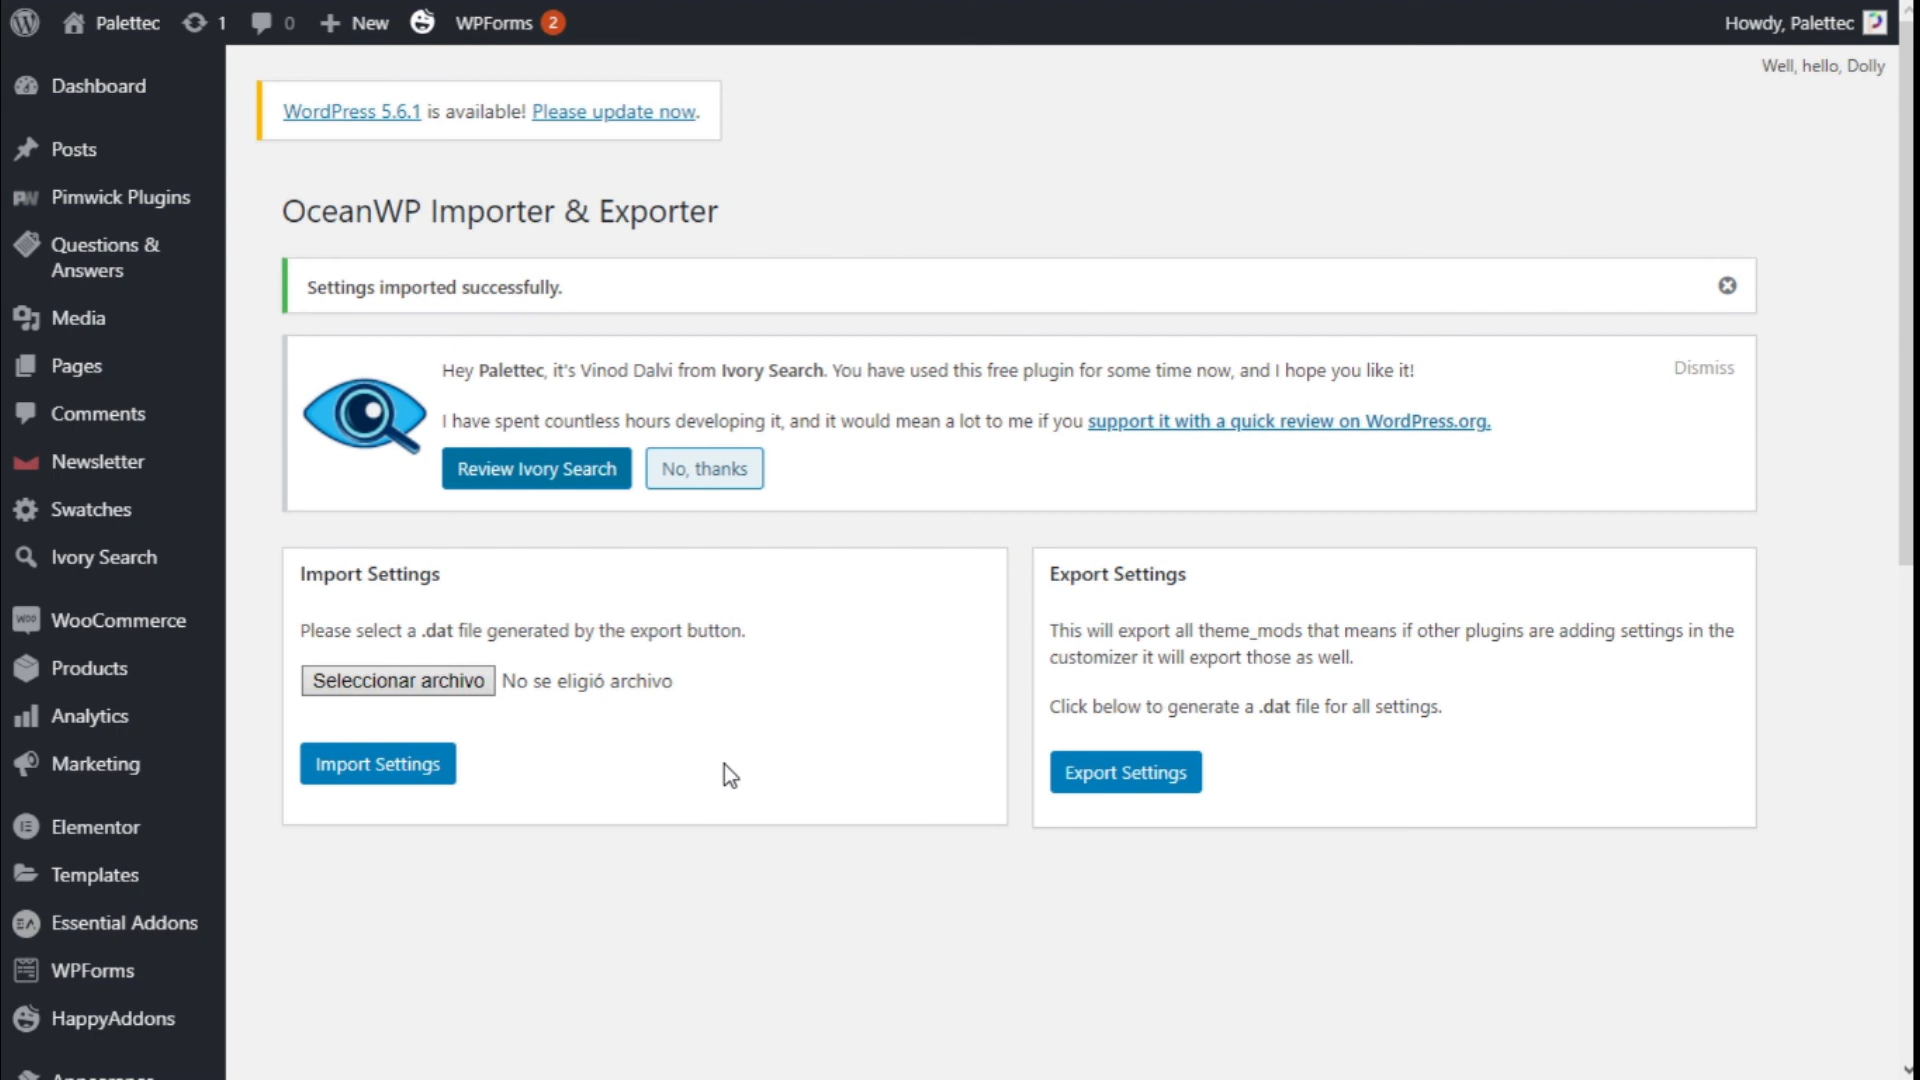 Palettec 1 0 New WPForms 2 Howdy, Palettec
Well, hello, Dolly
Dashboard
Posts
Pimwick Plugins
Questions &
Answers
Media
Pages
Comments
Newsletter
Swatches
Ivory Search
WooCommerce
Products
Analytics
Marketing
Elementor
Templates
Essential Addons
WPForms
HappyAddons
WordPress 5.6.1 is available! Please update now.
OceanWP Importer & Exporter
Settings imported successfully.
Hey Palettec, it's Vinod Dalvi from Ivory Search. You have used this free plugin for some time now, and I hope you like it!
Dismiss
I have spent countless hours developing it, and it would mean a lot to me if you support it with a quick review on WordPress.org.
Review Ivory Search No, thanks
Import Settings
Please select a .dat file generated by the export button.
Seleccionar archivo No se eligió archivo
Import Settings
Export Settings
This will export all theme_mods that means if other plugins are adding settings in the
customizer it will export those as well.
Click below to generate a .dat file for all settings.
Export Settings